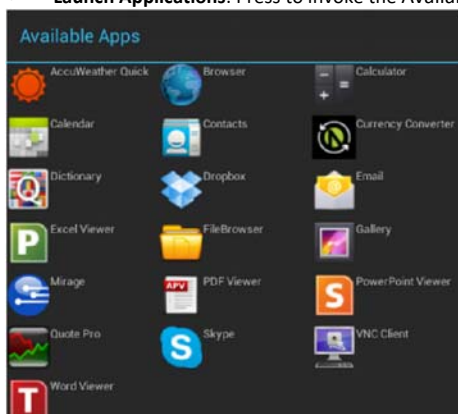 Launch Applications: Press to invoke the Availa
Available Apps
AccuWeather Quick Browser Calculator
Calendar Contacts Currency Converter
Dictionary Dropbox Email
Excel Viewer FileBrowser Gallery
Mirage PDF Viewer PowerPoint Viewer
Quote Pro Skype VNC Client
Word Viewer
P
APV
S
S
T